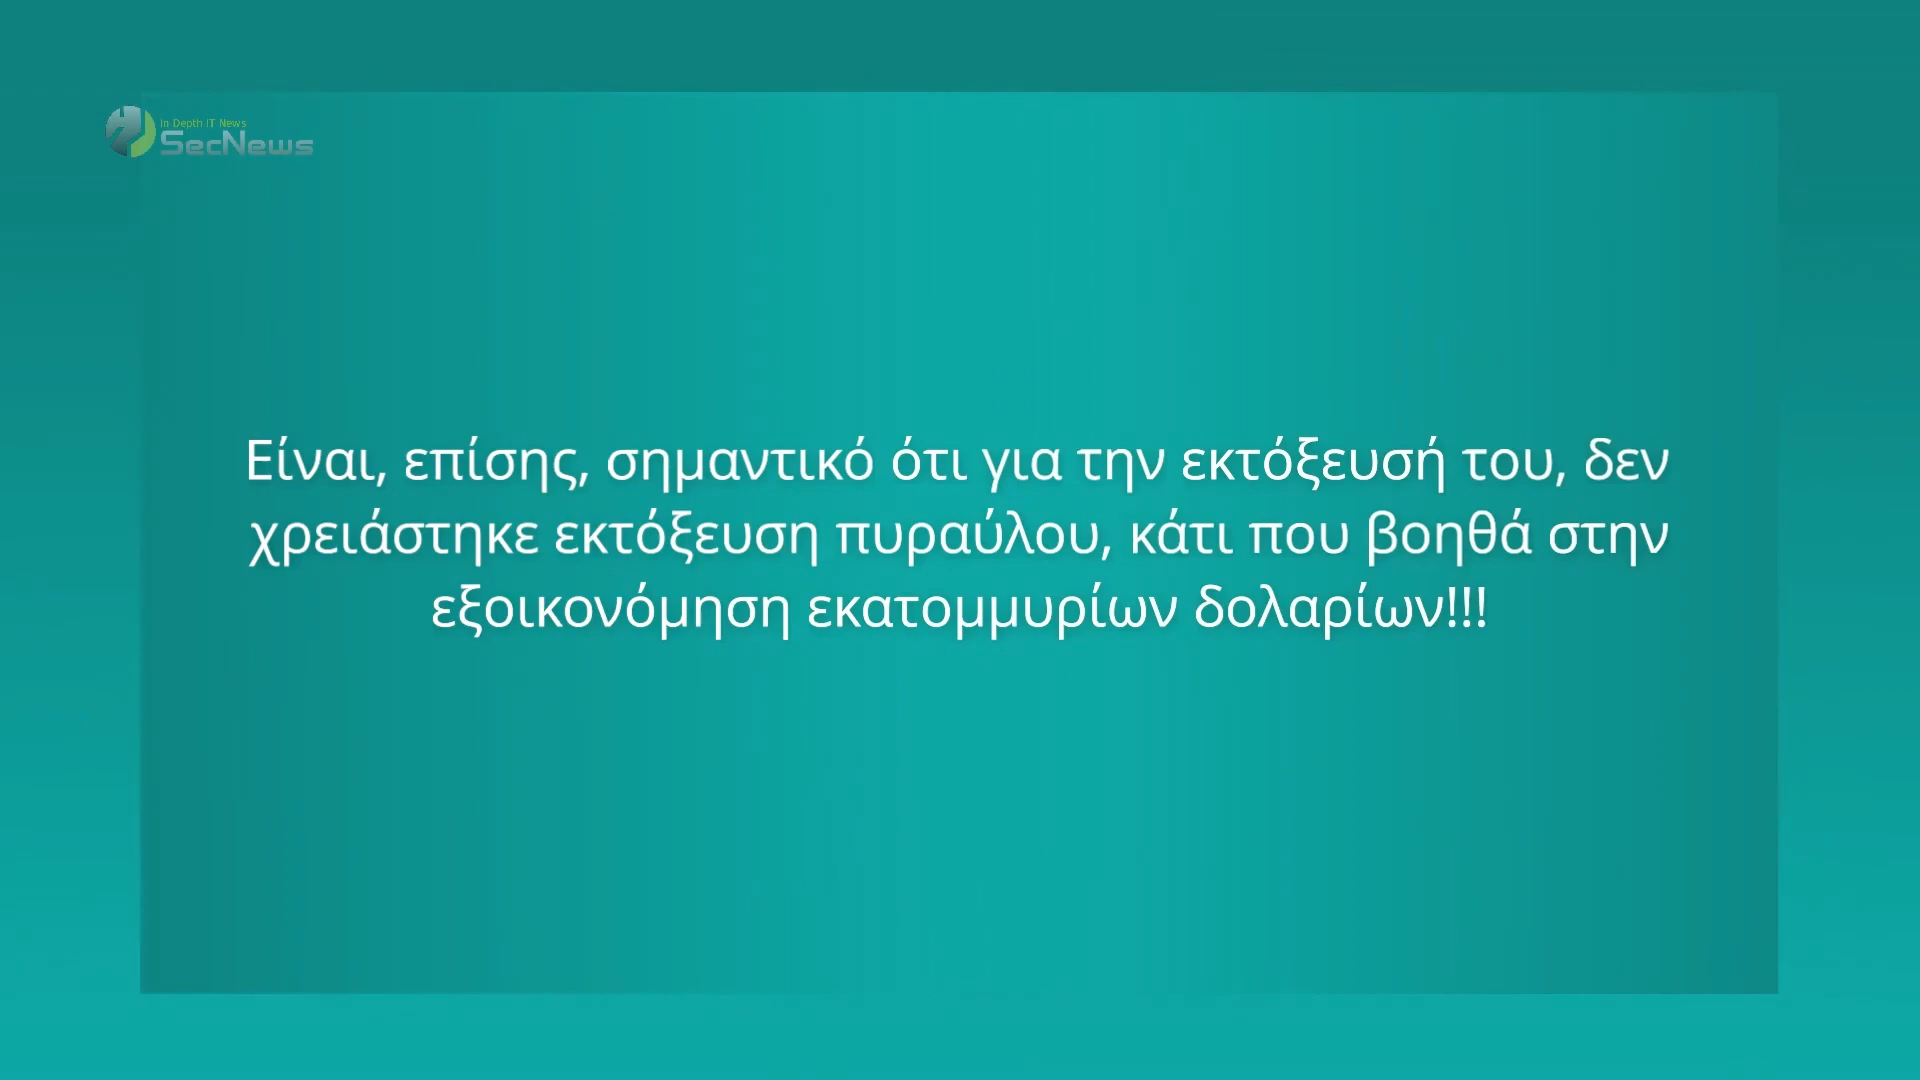 In Depth IT News
SecNews
Είναι, επίσης, σημαντικό ότι για την εκτόξευσή του, δεν
χρειάστηκε εκτόξευση πυραύλου, κάτι που βοηθά στην
εξοικονόμηση εκατομμυρίων δολαρίων!!!